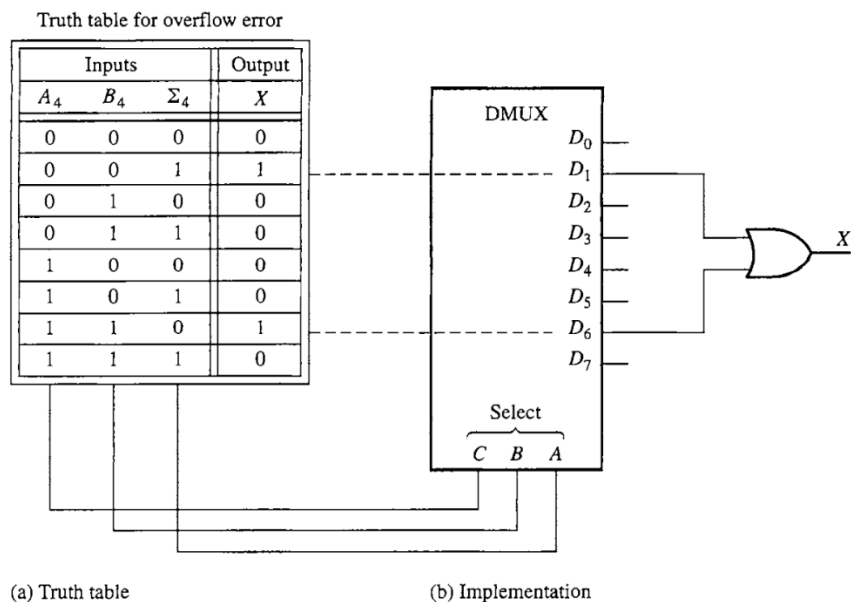 Truth table for overflow error
Inputs Output
A₄ B₄ Σ₄ X
0 0 0 0
0 0 1 1
0 1 0 0
0 1 1 0
1 0 0 0
1 0 1 0
1 1 0 1
1 1 1 0
DMUX
D₀
D₁
D₂
D₃
D₄
D₅
D₆
D₇
X
Select
C B A
(a) Truth table
(b) Implementation